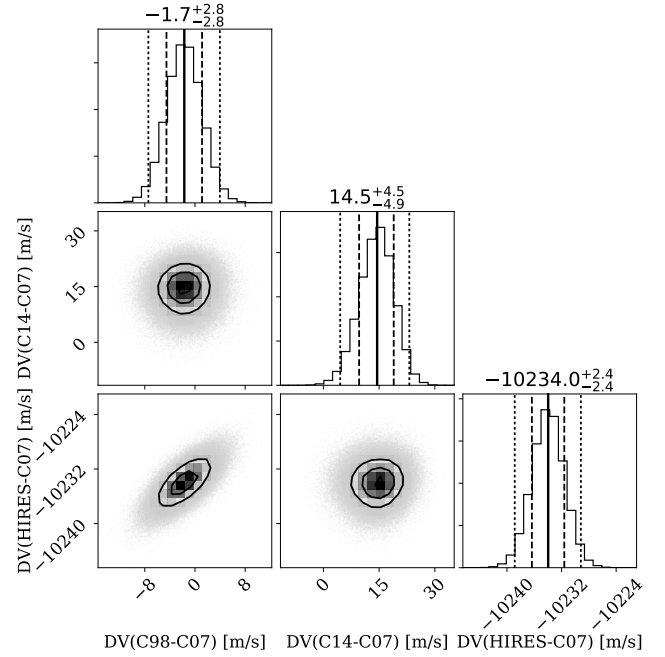 −1.7+2.8−2.8
14.5+4.5−4.9
DV(C14-C07) [m/s]
30
15
0
−10234.0+2.4−2.4
DV(HIRES-C07) [m/s]
−10224
−10232
−10240
−8 0 8
0 15 30
−10240 −10232 −10224
DV(C98-C07) [m/s] DV(C14-C07) [m/s] DV(HIRES-C07) [m/s]